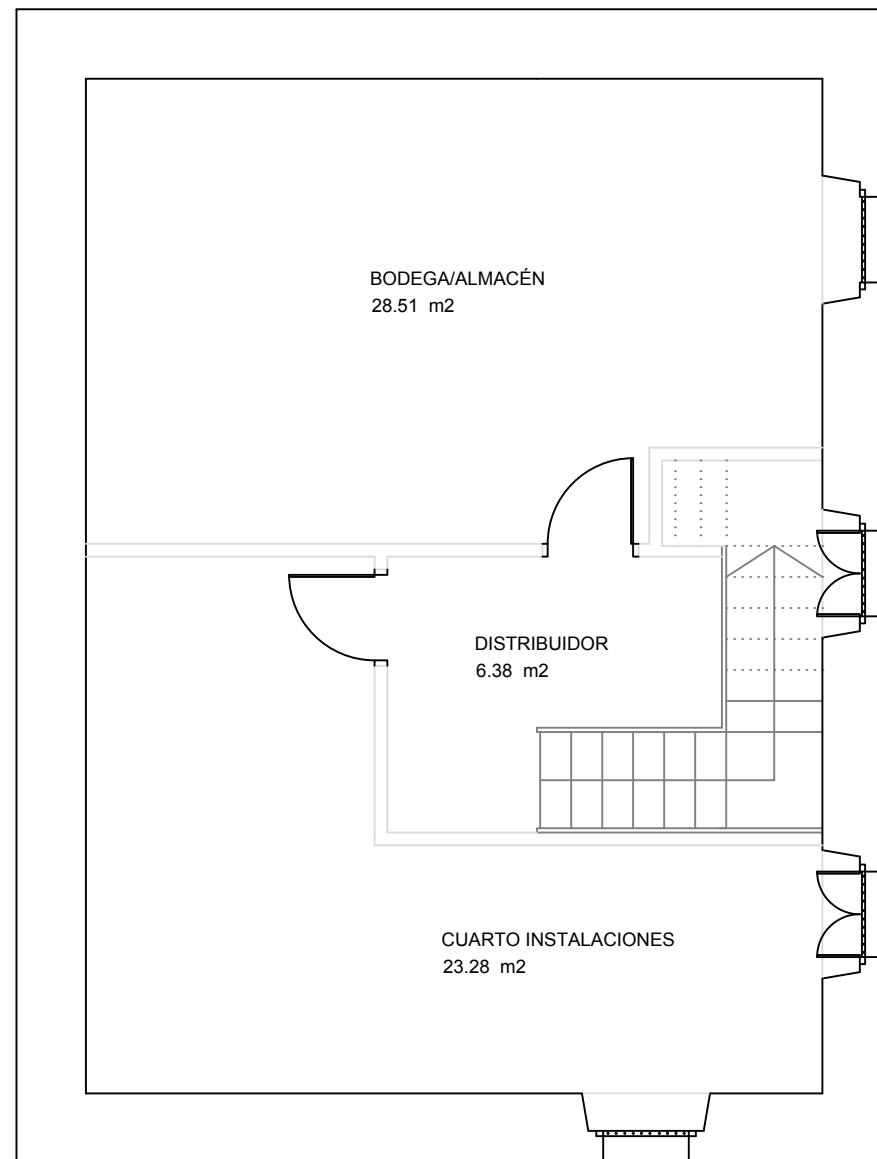 BODEGA/ALMACÉN
28.51 m2
DISTRIBUIDOR
6.38 m2
CUARTO INSTALACIONES
23.28 m2